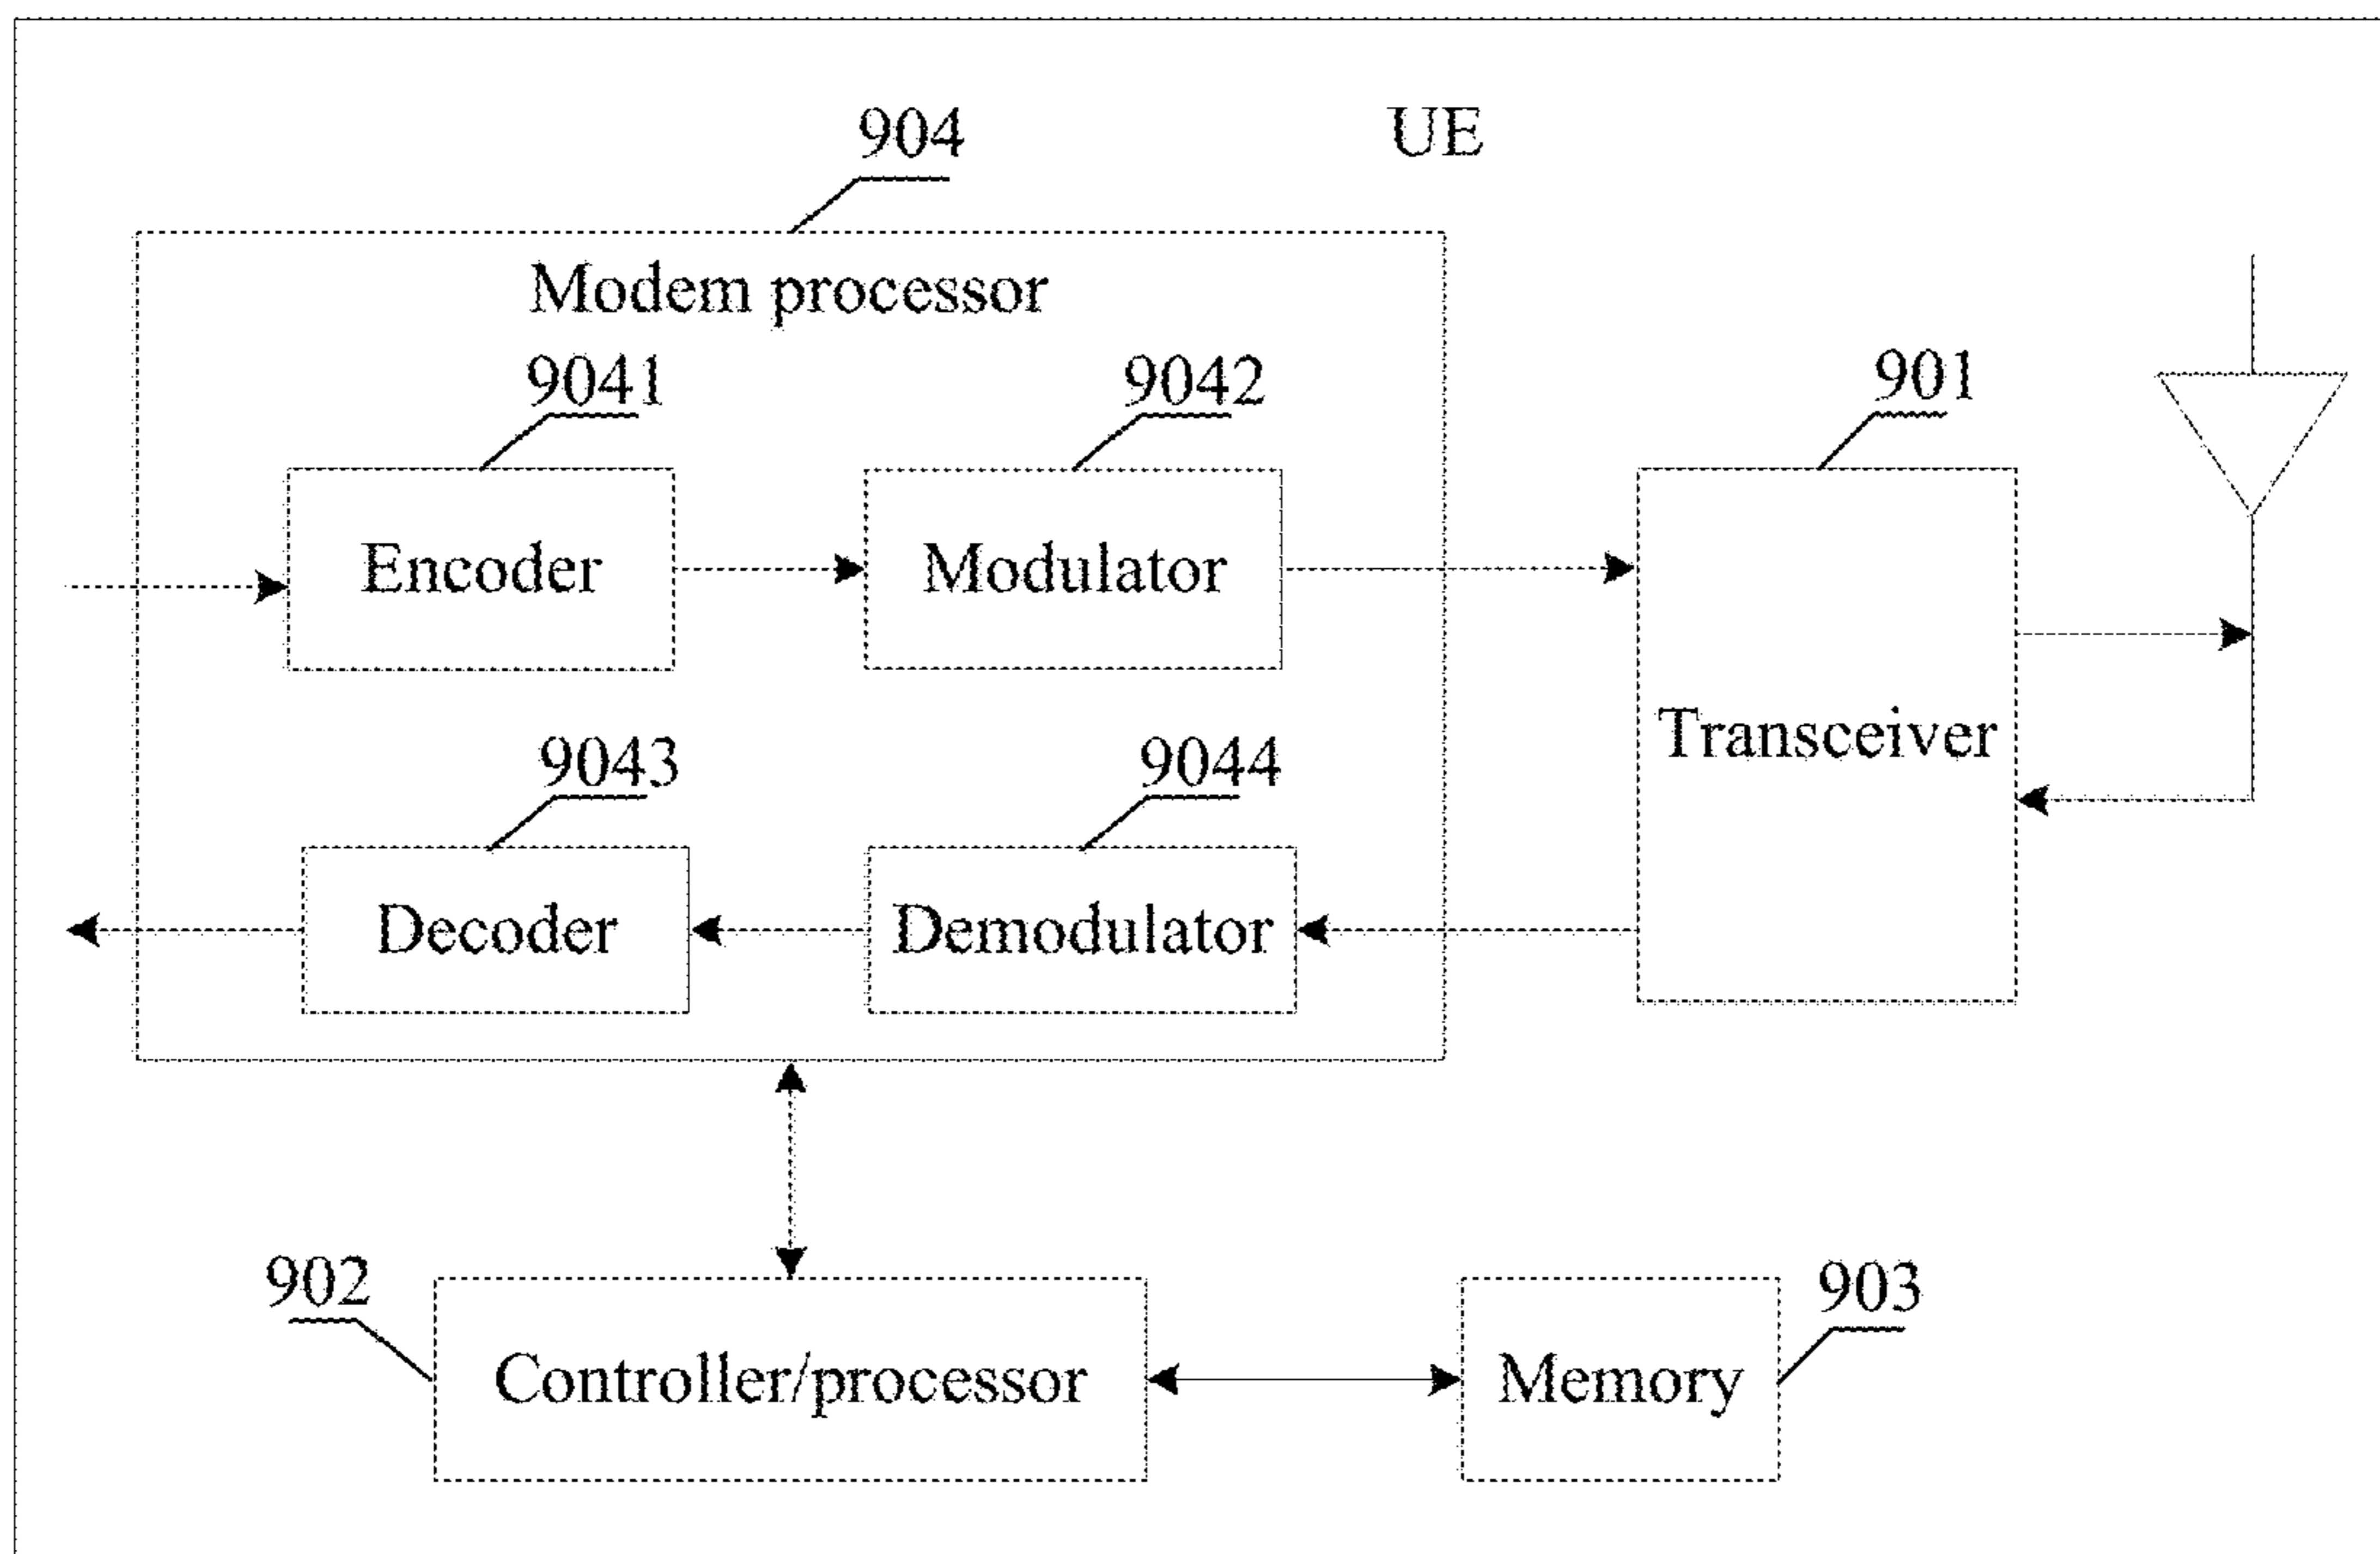 904
UE
Modem processor
9041
9042
901
Encoder
Modulator
Transceiver
9043
9044
Decoder
Demodulator
902
903
Controller/processor
Memory